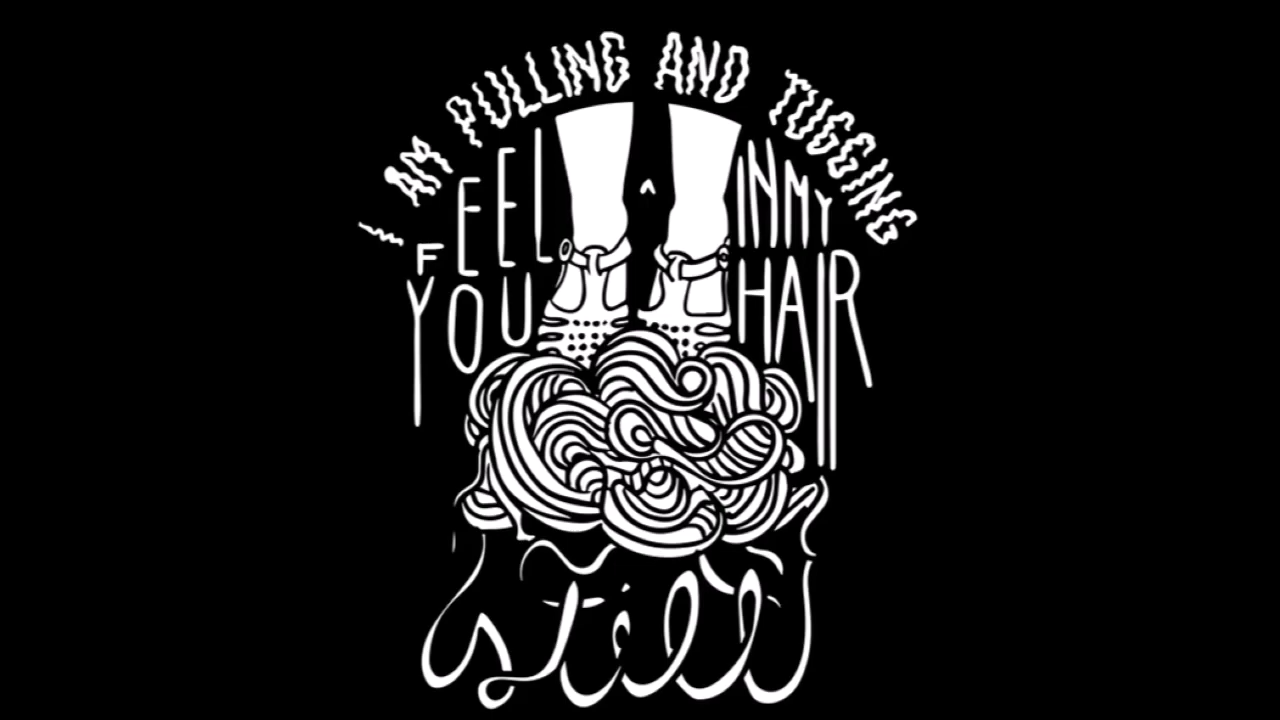 I AM PULLING AND TUGGING
FEEL
YOU
IN MY
HAIR
still